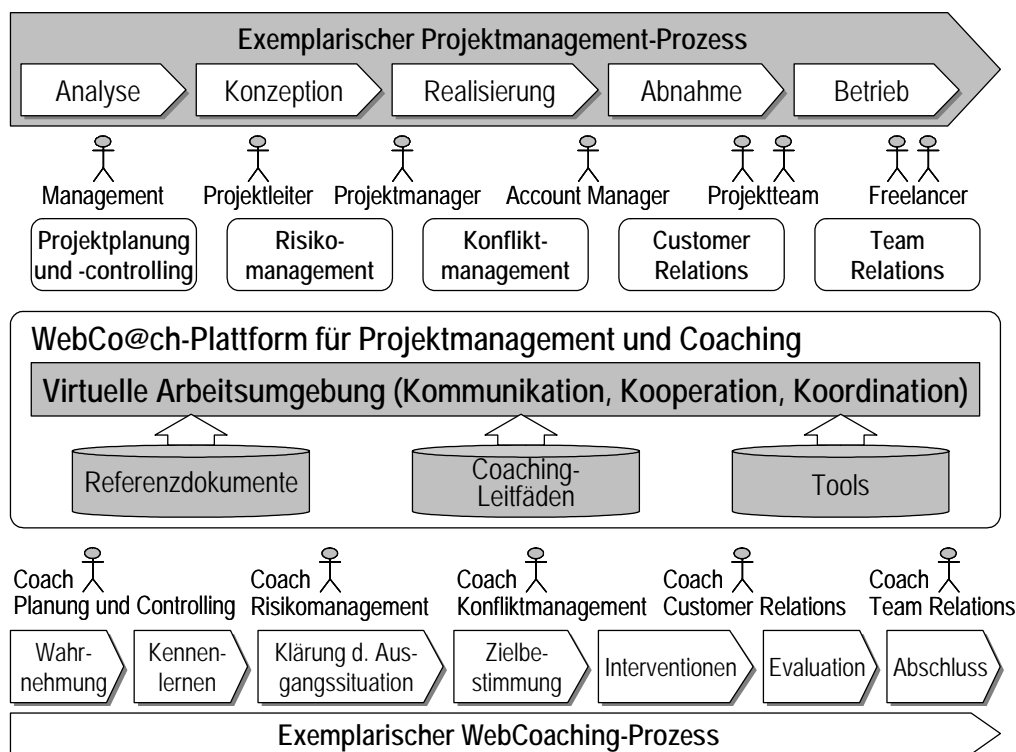 Exemplarischer Projektmanagement-Prozess
Analyse
Konzeption
Realisierung
Abnahme
Betrieb
Management
Projektleiter
Projektmanager
Account Manager
Projektteam
Freelancer
Projektplanung
und -controlling
Risiko-
management
Konflikt-
management
Customer
Relations
Team
Relations
WebCo@ch-Plattform für Projektmanagement und Coaching
Virtuelle Arbeitsumgebung (Kommunikation, Kooperation, Koordination)
Referenzdokumente
Coaching-
Leitfäden
Tools
Coach
Planung und Controlling
Coach
Risikomanagement
Coach
Konfliktmanagement
Coach
Customer Relations
Coach
Team Relations
Wahr-
nehmung
Kennen-
lernen
Klärung d. Aus-
gangssituation
Zielbe-
stimmung
Interventionen
Evaluation
Abschluss
Exemplarischer WebCoaching-Prozess